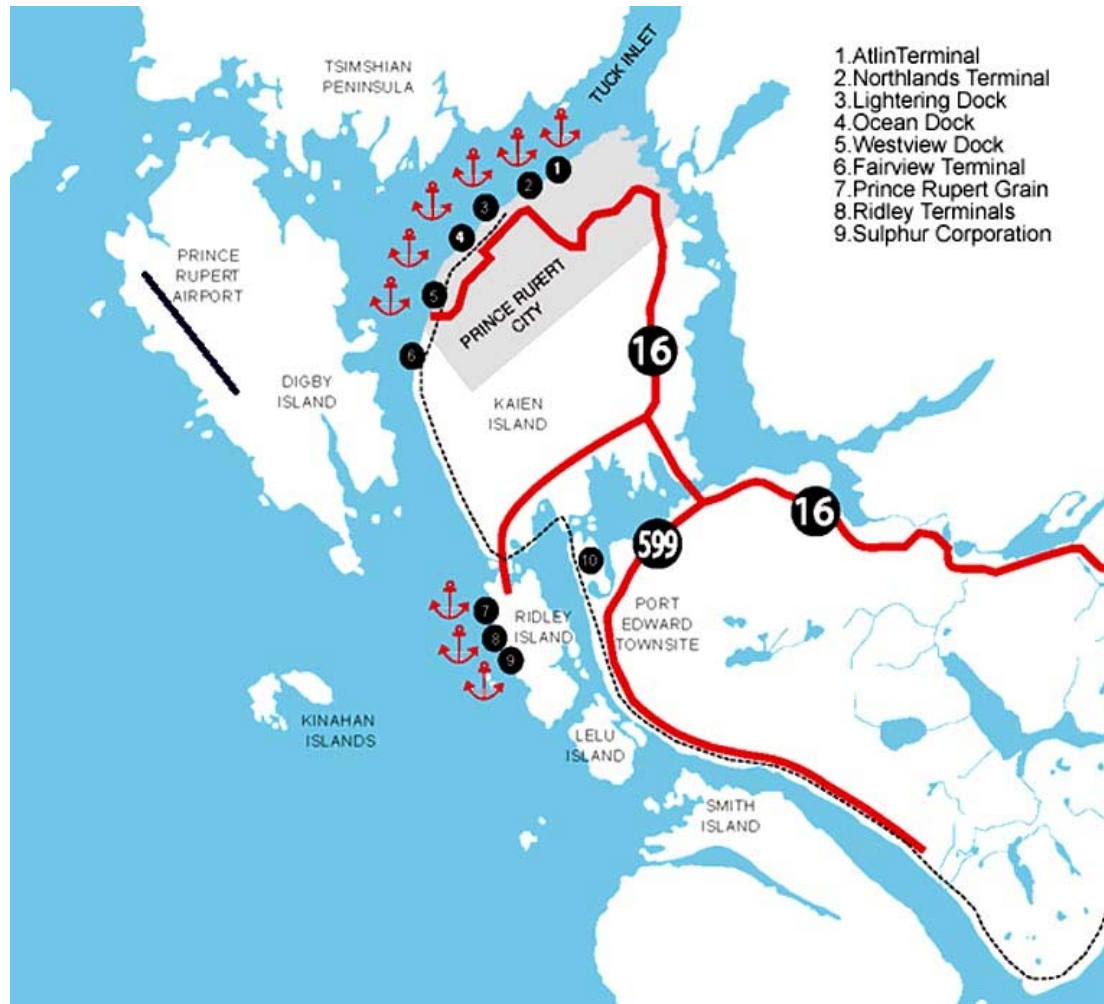 TSIMSHIAN
PENINSULA
TUCK INLET
1.AtlinTerminal
2.Northlands Terminal
3.Lightering Dock
4.Ocean Dock
5.Westview Dock
6.Fairview Terminal
7.Prince Rupert Grain
8.Ridley Terminals
9.Sulphur Corporation
1
2
3
4
5
6
PRINCE
RUPERT
AIRPORT
PRINCE RUPERT
CITY
16
DIGBY
ISLAND
KAIEN
ISLAND
16
599
10
7
8
9
RIDLEY
ISLAND
PORT
EDWARD
TOWNSITE
KINAHAN
ISLANDS
LELU
ISLAND
SMITH
ISLAND